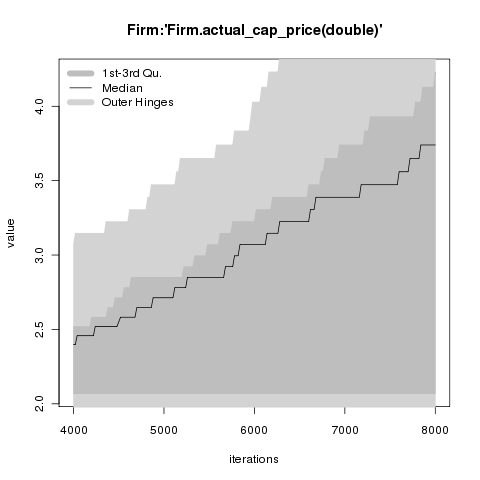 Firm:'Firm.actual_cap_price(double)'
1st-3rd Qu.
Median
Outer Hinges
value
4.0
3.5
3.0
2.5
2.0
4000 5000 6000 7000 8000
iterations